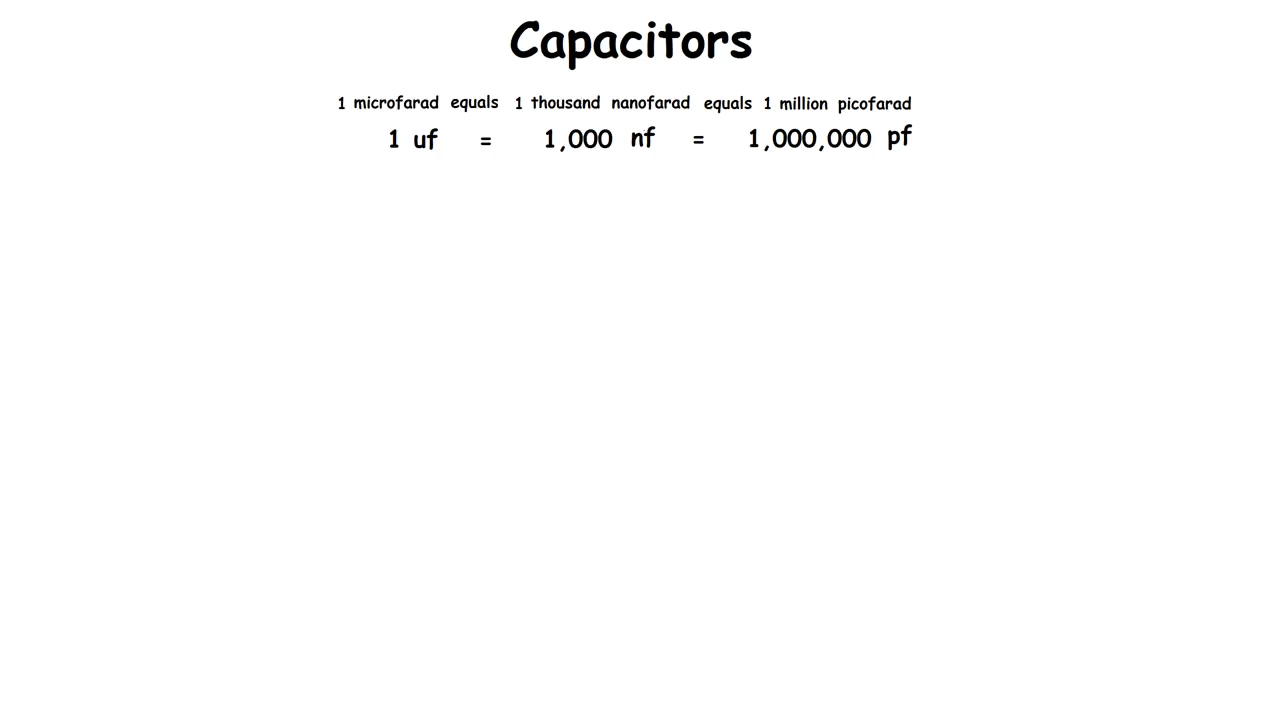 Capacitors
1 microfarad equals 1 thousand nanofarad equals 1 million picofarad
1 uf = 1,000 nf = 1,000,000 pf